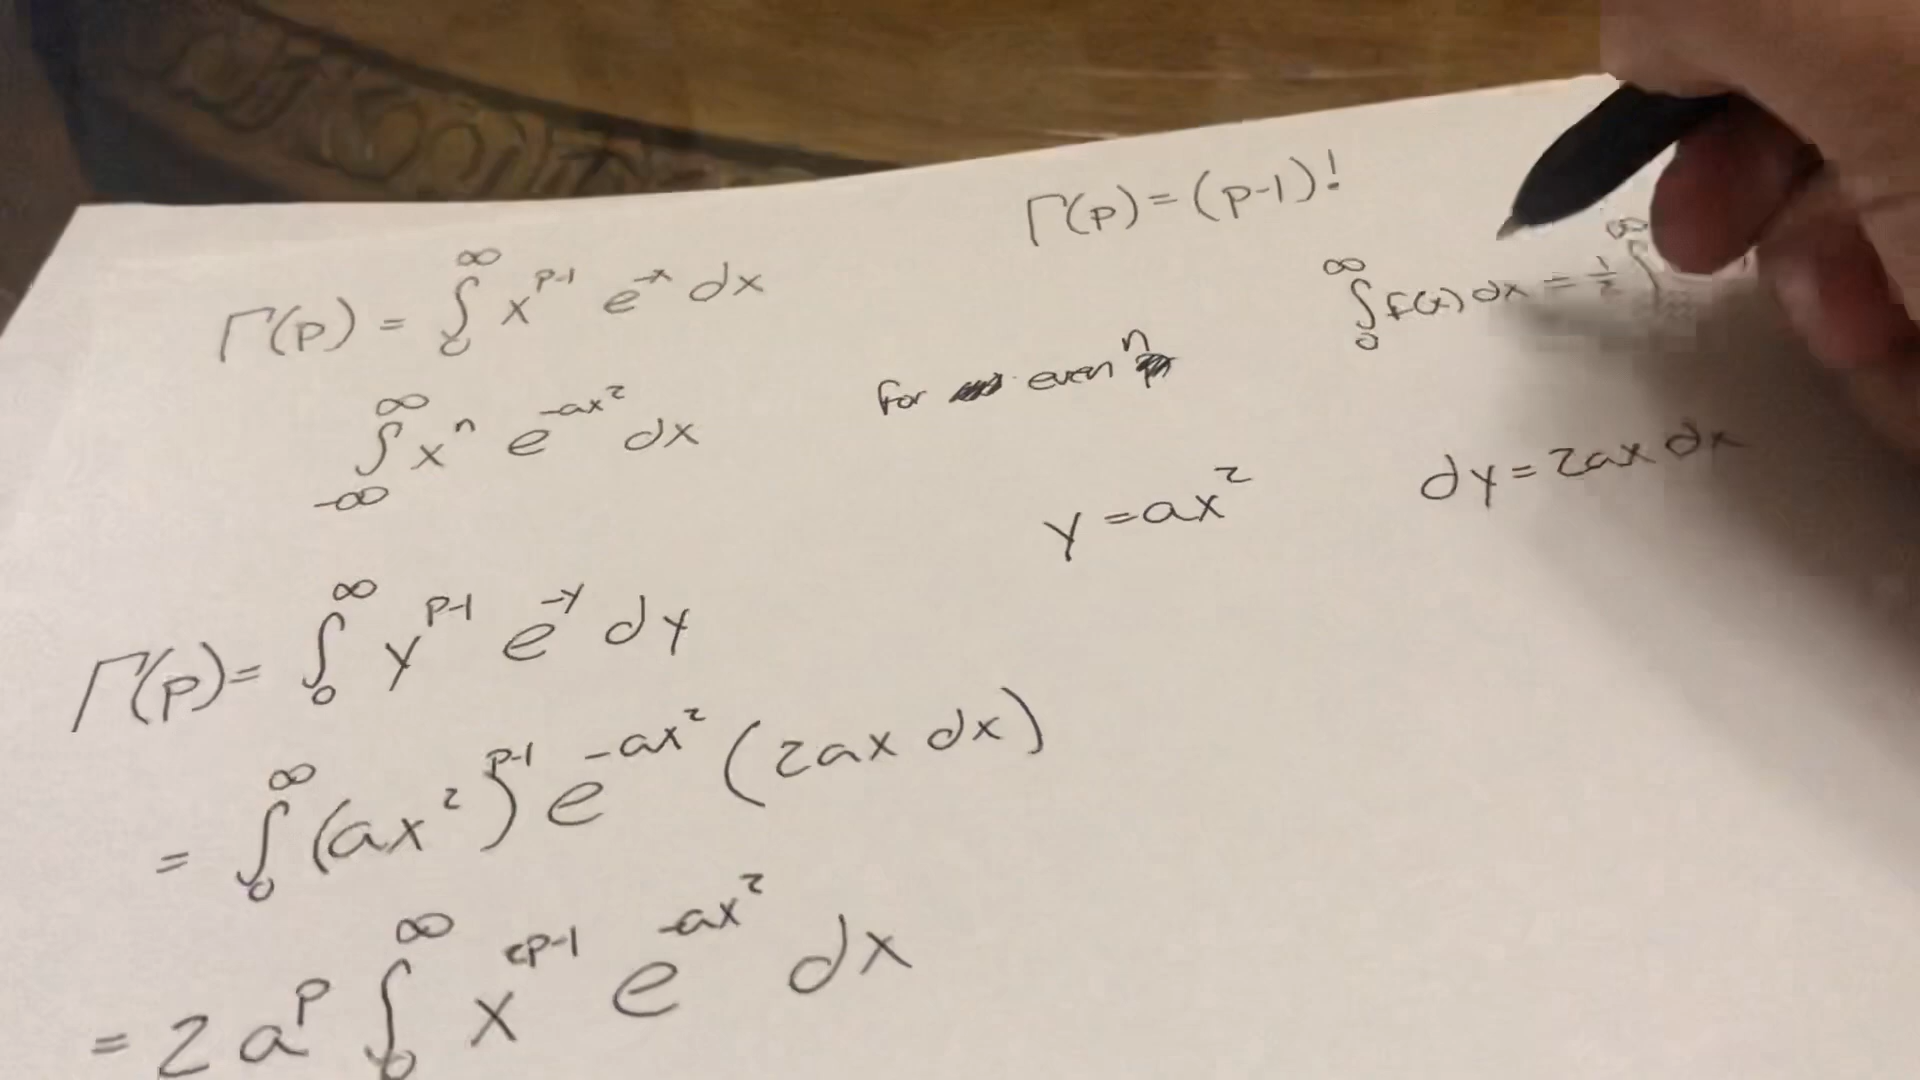 Γ(p) = (p-1)!
Γ(p) = ∫₀^∞ x^(p-1) e^(-x) dx
∫₀^∞ f(x) dx = 1/2 ∫^∞
∫_(-∞)^∞ x^n e^(-ax²) dx
for even n
y = ax²
dy = 2ax dx
Γ(p) = ∫₀^∞ y^(p-1) e^(-y) dy
= ∫₀^∞ (ax²)^(p-1) e^(-ax²) (2ax dx)
= 2a^p ∫₀^∞ x^(2p-1) e^(-ax²) dx